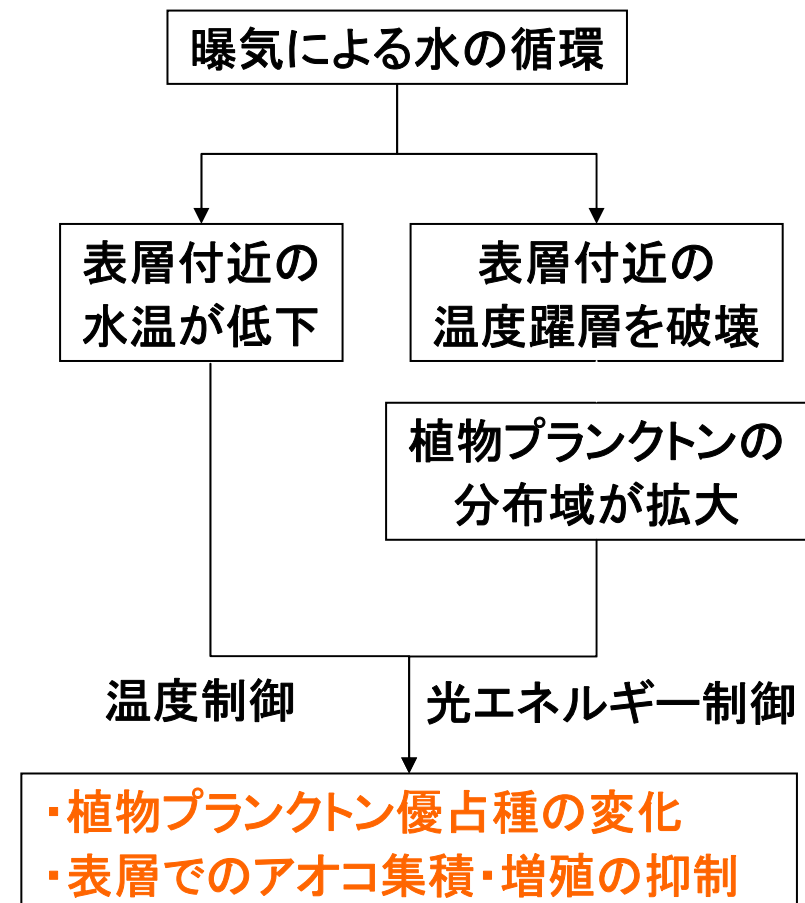 曝気による水の循環
表層付近の
水温が低下
表層付近の
温度躍層を破壊
植物プランクトンの
分布域が拡大
温度制御
光エネルギー制御
・植物プランクトン優占種の変化
・表層でのアオコ集積・増殖の抑制